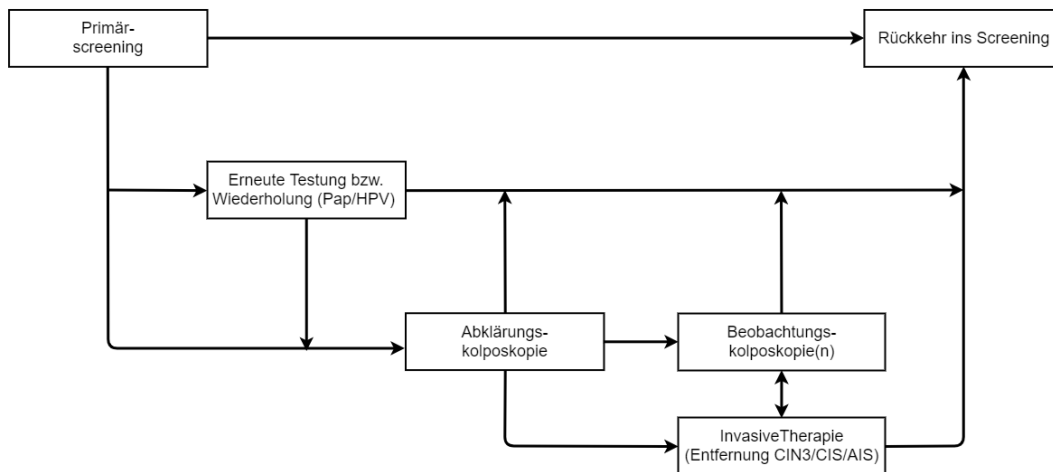 Primär-
screening
Rückkehr ins Screening
Erneute Testung bzw.
Wiederholung (Pap/HPV)
Abklärungs-
kolposkopie
Beobachtungs-
kolposkopie(n)
InvasiveTherapie
(Entfernung CIN3/CIS/AIS)